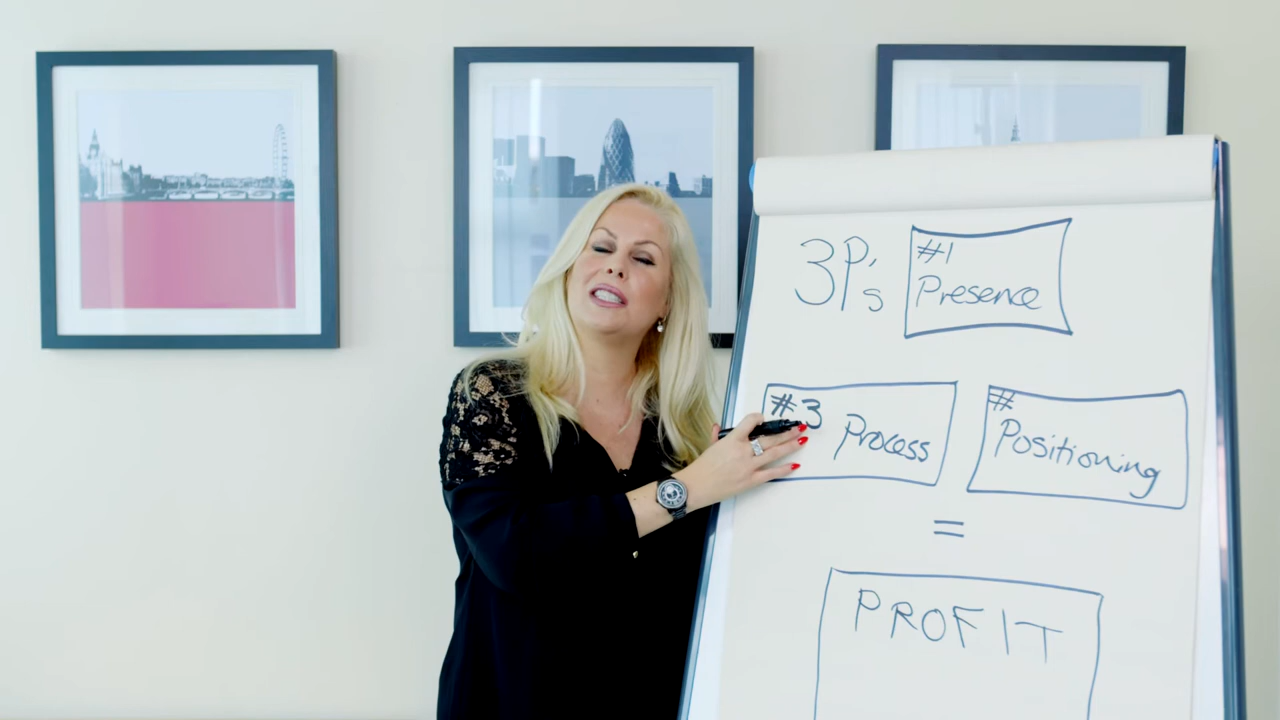 3P's
#1
Presence
#3
Process
#
Positioning
=
PROFIT